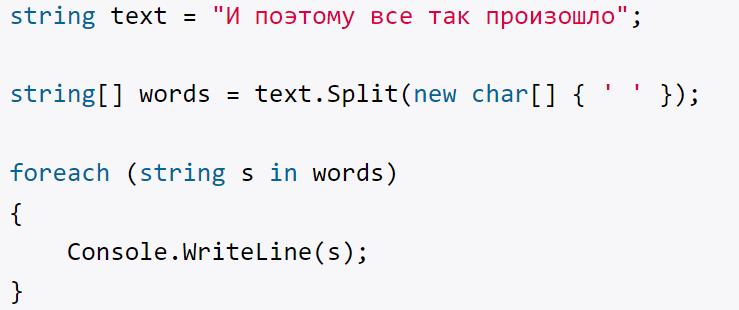 string text = "И поэтому все так произошло";
string[] words = text.Split(new char[] { ' ' });
foreach (string s in words)
{
    Console.WriteLine(s);
}